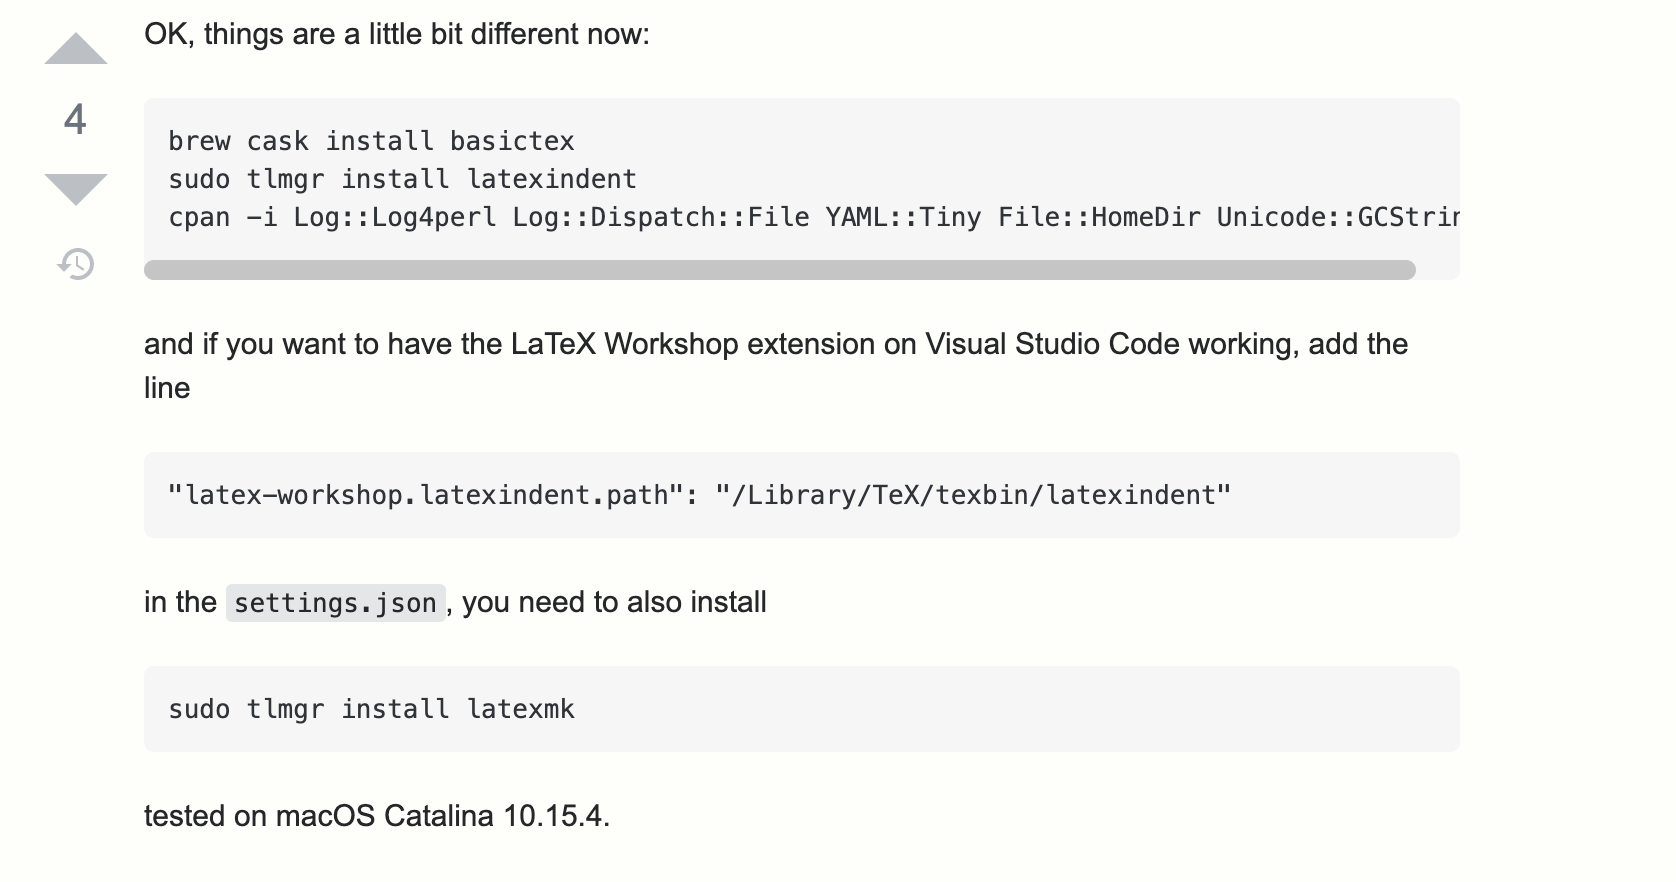 OK, things are a little bit different now:
4
brew cask install basictex
sudo tlmgr install latexindent
cpan -i Log::Log4perl Log::Dispatch::File YAML::Tiny File::HomeDir Unicode::GCStrin
and if you want to have the LaTeX Workshop extension on Visual Studio Code working, add the
line
"latex-workshop.latexindent.path": "/Library/TeX/texbin/latexindent"
in the settings.json, you need to also install
sudo tlmgr install latexmk
tested on macOS Catalina 10.15.4.